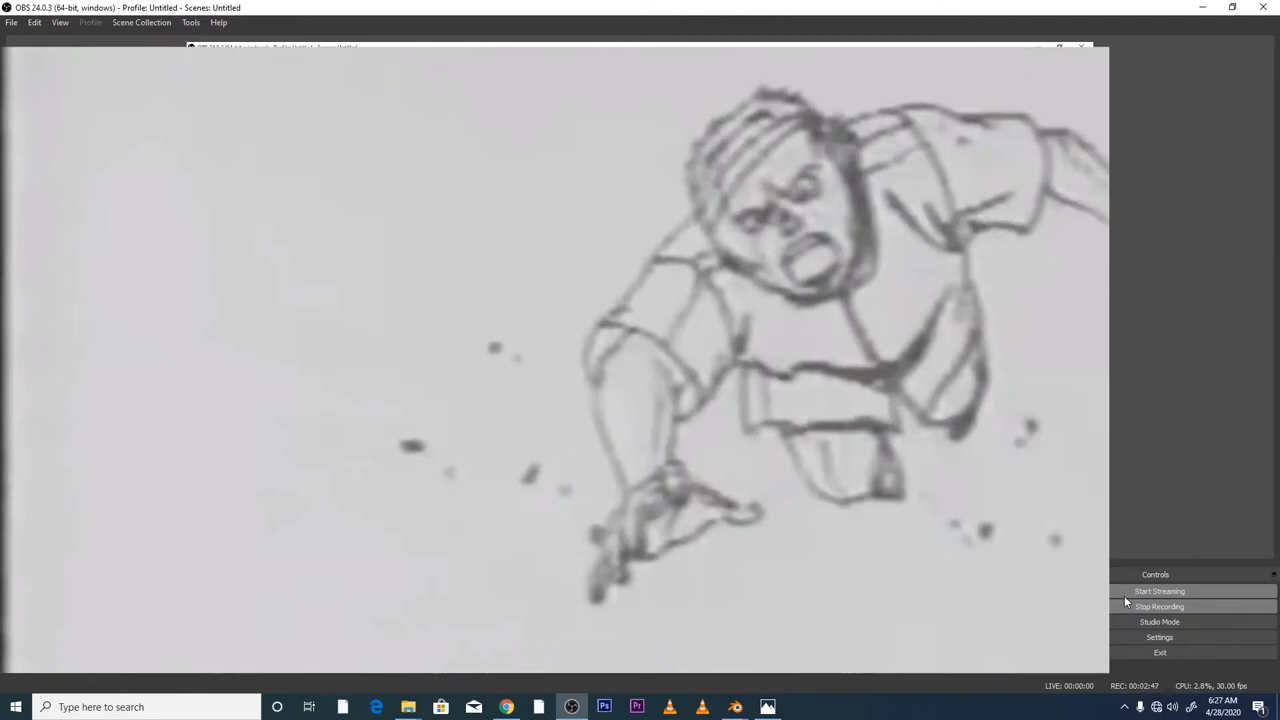 OBS 24.0.3 (64-bit, windows) - Profile: Untitled - Scenes: Untitled
File Edit View Profile Scene Collection Tools Help
Controls
Start Streaming
Stop Recording
Studio Mode
Settings
Exit
LIVE: 00:00:00 REC: 00:02:47 CPU: 2.8%, 30.00 fps
Type here to search
Ps
Pr
6:27 AM
4/28/2020